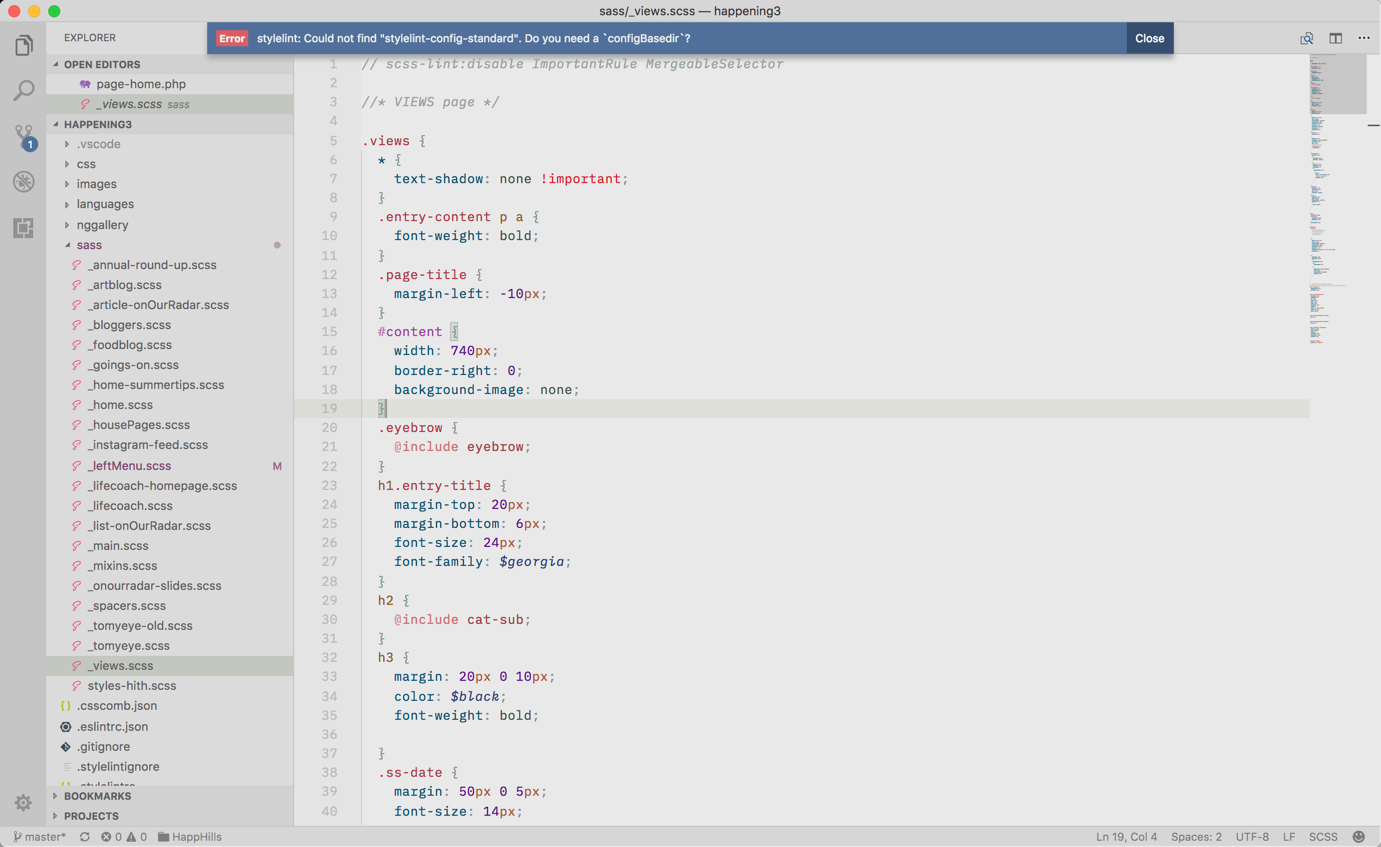 sass/_views.scss — happening3
EXPLORER
Error stylelint: Could not find "stylelint-config-standard". Do you need a `configBasedir`? Close
OPEN EDITORS
page-home.php
_views.scss sass
HAPPENING3
.vscode
css
images
languages
nggallery
sass
_annual-round-up.scss
_artblog.scss
_article-onOurRadar.scss
_bloggers.scss
_foodblog.scss
_goings-on.scss
_home-summertips.scss
_home.scss
_housePages.scss
_instagram-feed.scss
_leftMenu.scss M
_lifecoach-homepage.scss
_lifecoach.scss
_list-onOurRadar.scss
_main.scss
_mixins.scss
_onourradar-slides.scss
_spacers.scss
_tomyeye-old.scss
_tomyeye.scss
_views.scss
styles-hith.scss
.csscomb.json
.eslintrc.json
.gitignore
.stylelintignore
.stylelintrc
BOOKMARKS
PROJECTS
1
1 // scss-lint:disable ImportantRule MergeableSelector
2
3 //* VIEWS page */
4
5 .views {
6 * {
7 text-shadow: none !important;
8 }
9 .entry-content p a {
10 font-weight: bold;
11 }
12 .page-title {
13 margin-left: -10px;
14 }
15 #content {
16 width: 740px;
17 border-right: 0;
18 background-image: none;
19 }
20 .eyebrow {
21 @include eyebrow;
22 }
23 h1.entry-title {
24 margin-top: 20px;
25 margin-bottom: 6px;
26 font-size: 24px;
27 font-family: $georgia;
28 }
29 h2 {
30 @include cat-sub;
31 }
32 h3 {
33 margin: 20px 0 10px;
34 color: $black;
35 font-weight: bold;
36
37 }
38 .ss-date {
39 margin: 50px 0 5px;
40 font-size: 14px;
master* 0 0 HappHills Ln 19, Col 4 Spaces: 2 UTF-8 LF SCSS